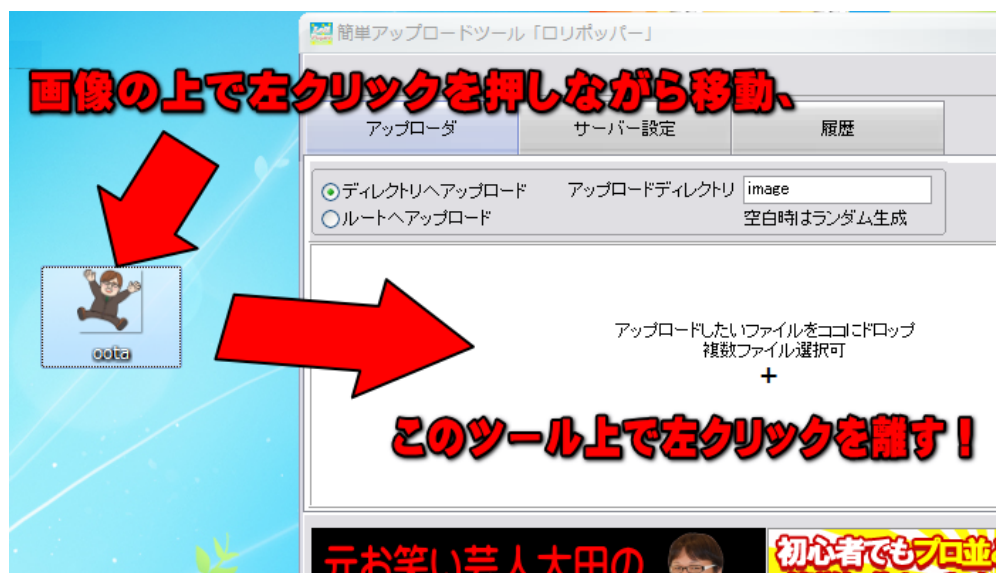 簡単アップロードツール「ロリポッパー」
画像の上で左クリックを押しながら移動、
アップローダ
サーバー設定
履歴
ディレクトリへアップロード
アップロードディレクトリ
image
ルートへアップロード
空白時はランダム生成
oota
アップロードしたいファイルをココにドロップ
複数ファイル選択可
+
このツール上で左クリックを離す!
元お笑い芸人太田の
初心者でもプロ並